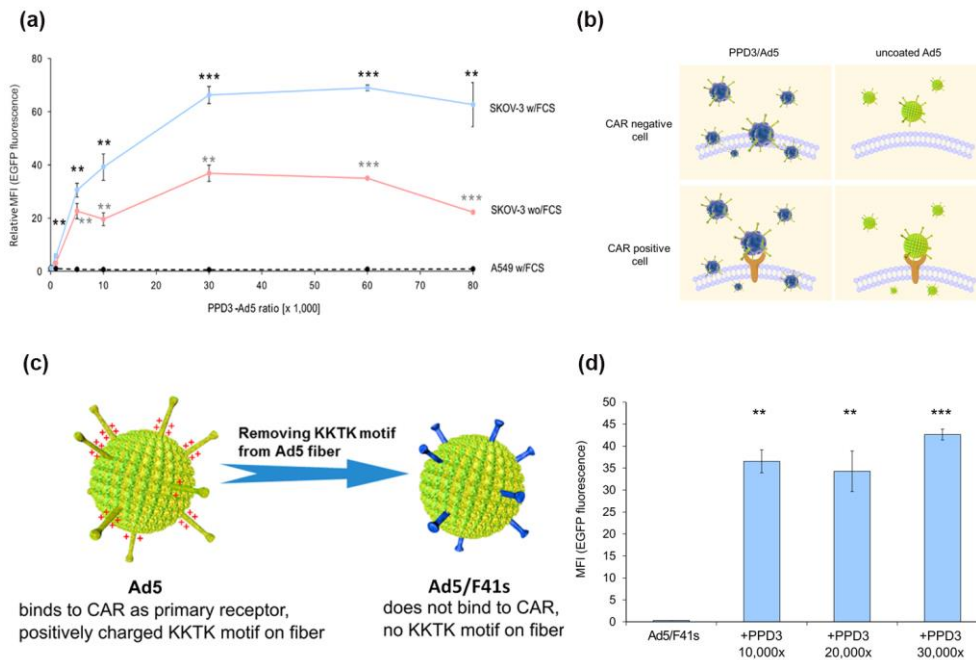 (a)
80
60
40
20
0
Relative MFI (EGFP fluorescence)
**
**
**
***
***
**
**
**
**
***
***
SKOV-3 w/FCS
SKOV-3 wo/FCS
A549 w/FCS
0 10 20 30 40 50 60 70 80
PPD3-Ad5 ratio [x 1,000]
(b)
PPD3/Ad5 uncoated Ad5
CAR negative
cell
CAR positive
cell
(c)
Removing KKTK motif
from Ad5 fiber
Ad5
binds to CAR as primary receptor,
positively charged KKTK motif on fiber
Ad5/F41s
does not bind to CAR,
no KKTK motif on fiber
(d)
50
45
40
35
30
25
20
15
10
5
0
MFI (EGFP fluorescence)
** ** ***
Ad5/F41s +PPD3 +PPD3 +PPD3
10,000x 20,000x 30,000x